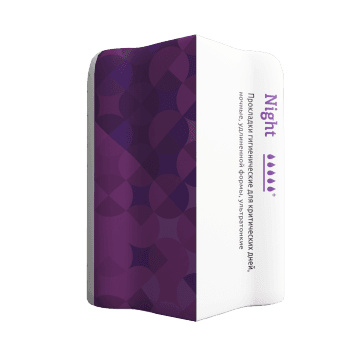 Night
Прокладки гигиенические для критических дней,
ночные, удлиненной формы, ультратонкие